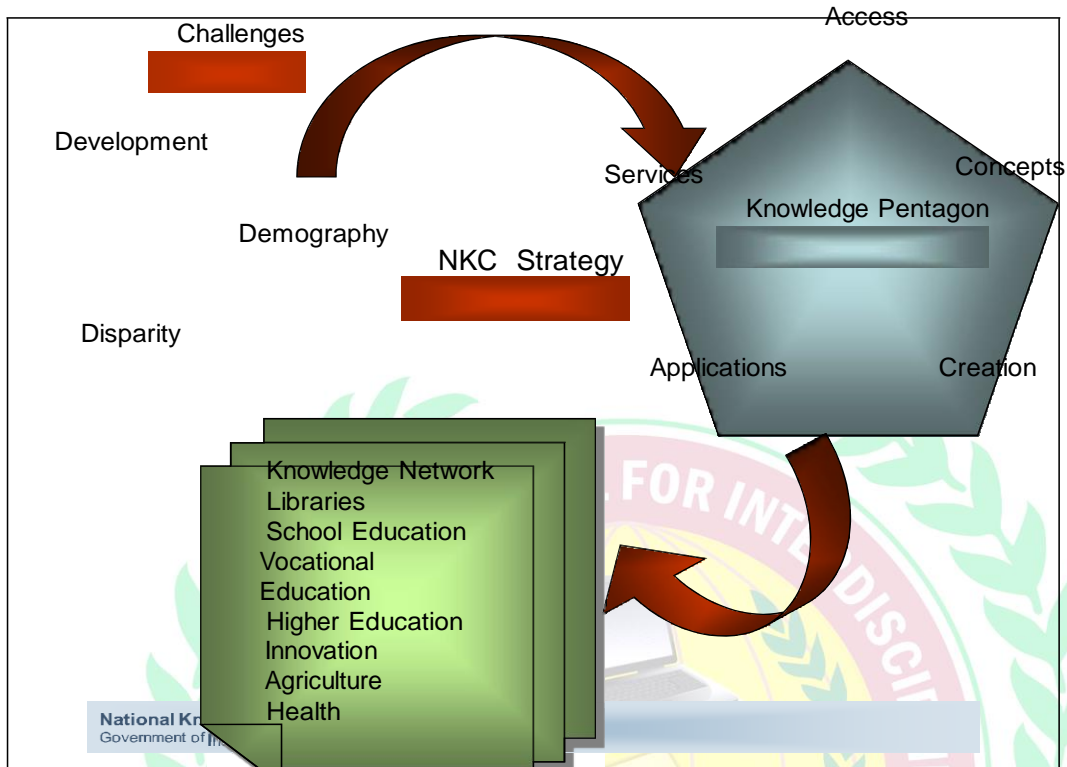 Access
Challenges
Development
Services
Concepts
Knowledge Pentagon
Demography
NKC Strategy
Disparity
Applications
Creation
Knowledge Network
Libraries
School Education
Vocational
Education
Higher Education
Innovation
Agriculture
Health
National
Government of
FOR